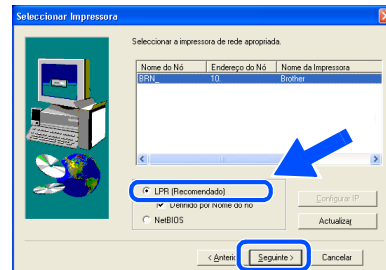 Seleccionar Impressora
Seleccionar a impressora de rede apropriada.
Nome do Nó Endereço do Nó Nome da Impressora
BRN_ 10. Brother
LPR (Recomendado)
Definido por Nome do nó
NetBIOS
Configurar IP
Actualizar
< Anterior
Seguinte >
Cancelar